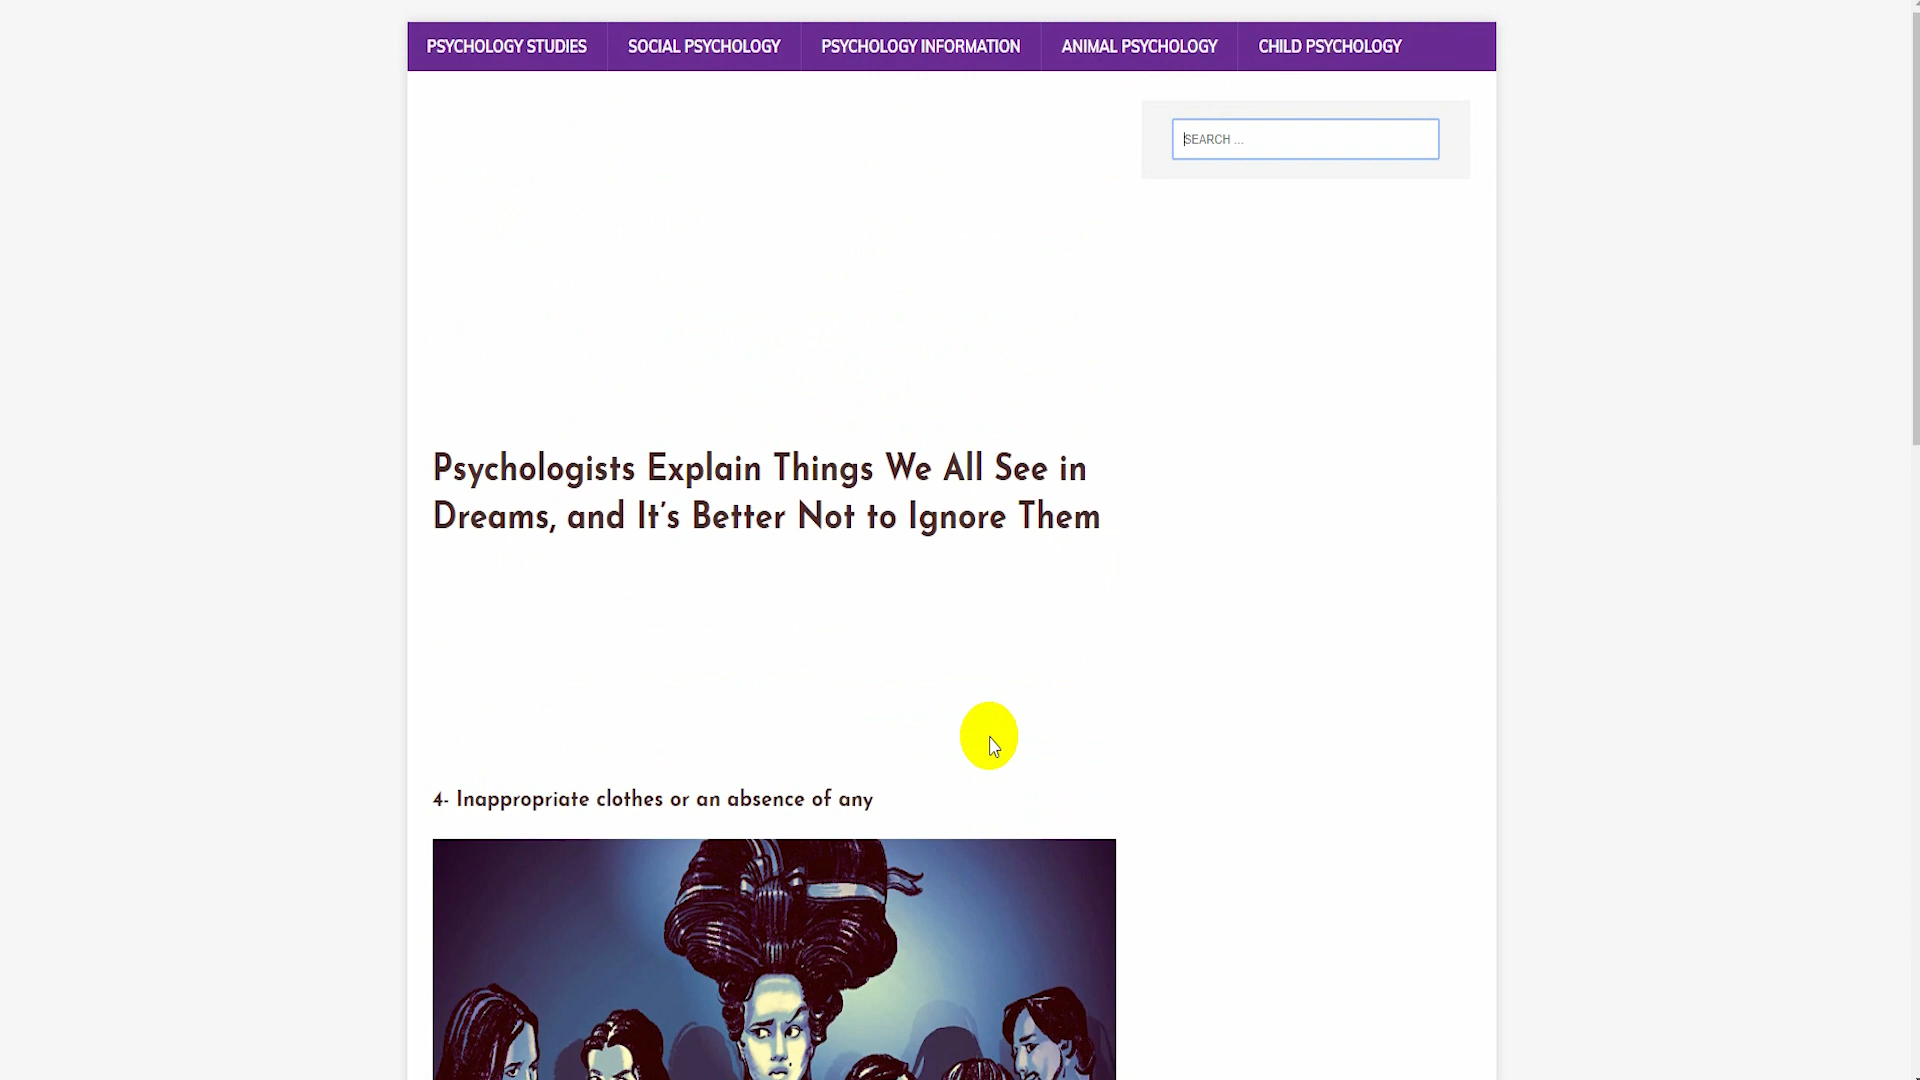 PSYCHOLOGY STUDIES SOCIAL PSYCHOLOGY PSYCHOLOGY INFORMATION ANIMAL PSYCHOLOGY CHILD PSYCHOLOGY
SEARCH ...
Psychologists Explain Things We All See in
Dreams, and It's Better Not to Ignore Them
4- Inappropriate clothes or an absence of any